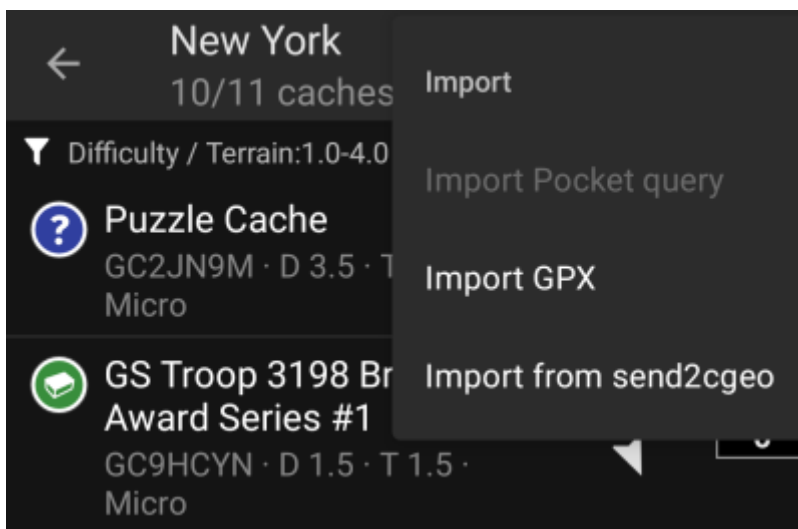 New York
10/11 caches
Difficulty / Terrain:1.0-4.0
?
Puzzle Cache
GC2JN9M · D 3.5 ·
Micro
GS Troop 3198
Award Series #1
GC9HCYN · D 1.5 · T 1.5 ·
Micro
Import
Import Pocket query
Import GPX
Import from send2cgeo